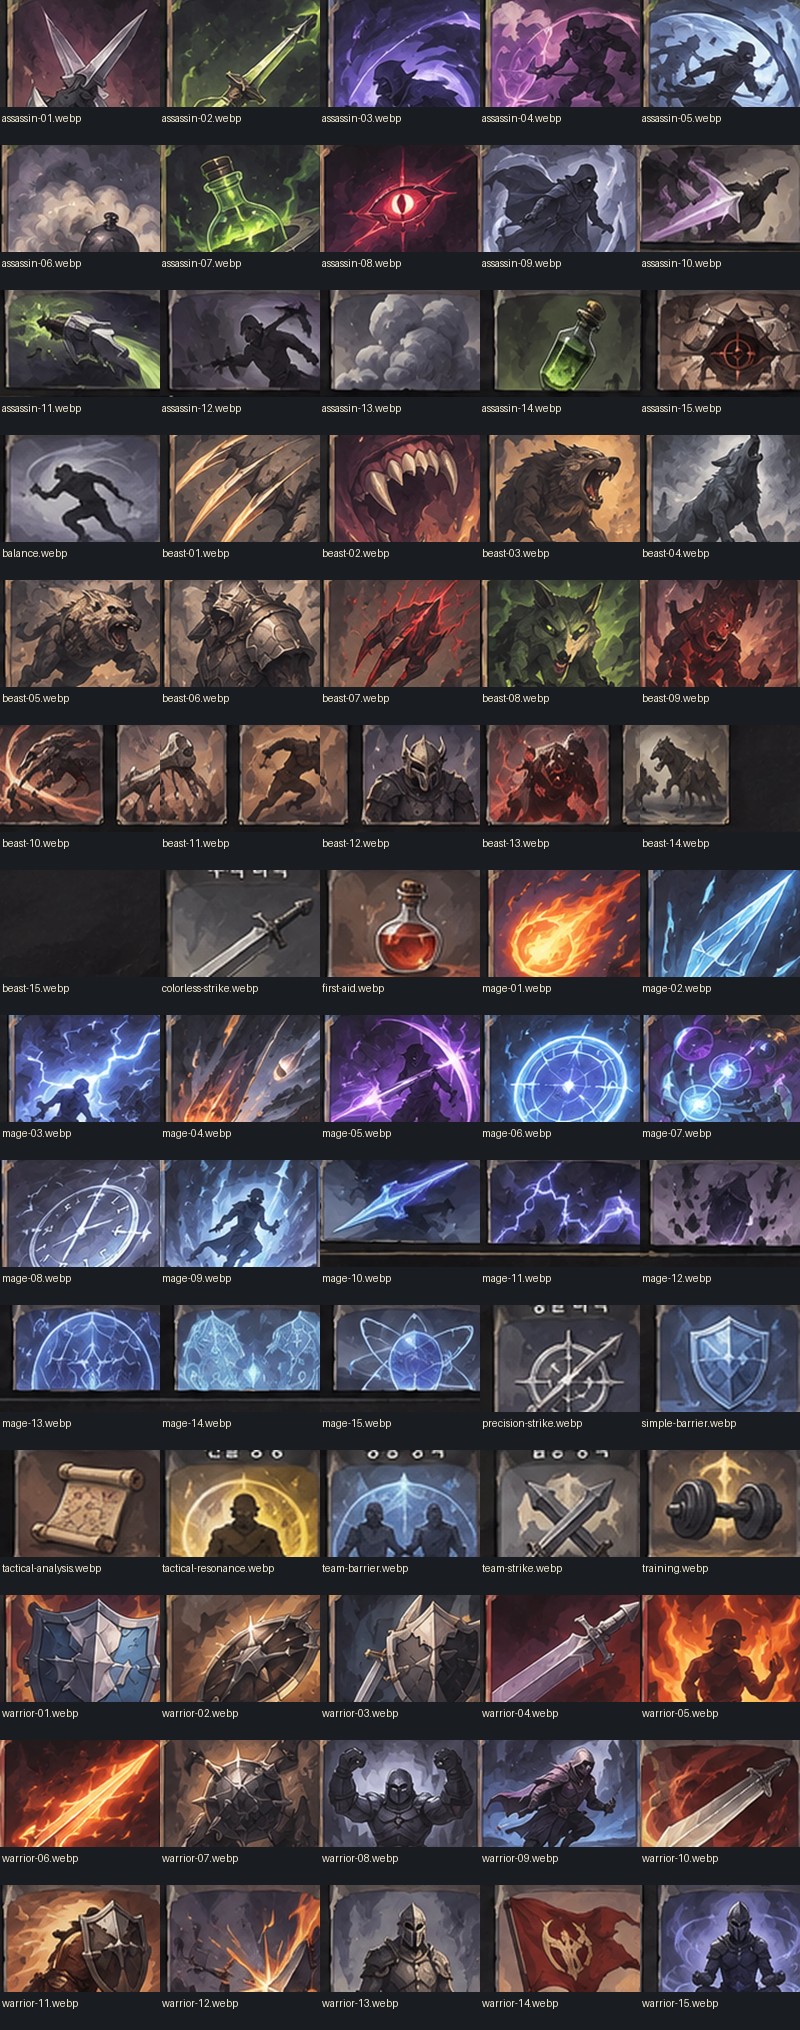 assassin-01.webp
assassin-02.webp
assassin-03.webp
assassin-04.webp
assassin-05.webp
assassin-06.webp
assassin-07.webp
assassin-08.webp
assassin-09.webp
assassin-10.webp
assassin-11.webp
assassin-12.webp
assassin-13.webp
assassin-14.webp
assassin-15.webp
balance.webp
beast-01.webp
beast-02.webp
beast-03.webp
beast-04.webp
beast-05.webp
beast-06.webp
beast-07.webp
beast-08.webp
beast-09.webp
beast-10.webp
beast-11.webp
beast-12.webp
beast-13.webp
beast-14.webp
beast-15.webp
colorless-strike.webp
first-aid.webp
mage-01.webp
mage-02.webp
mage-03.webp
mage-04.webp
mage-05.webp
mage-06.webp
mage-07.webp
mage-08.webp
mage-09.webp
mage-10.webp
mage-11.webp
mage-12.webp
mage-13.webp
mage-14.webp
mage-15.webp
precision-strike.webp
simple-barrier.webp
tactical-analysis.webp
tactical-resonance.webp
team-barrier.webp
team-strike.webp
training.webp
warrior-01.webp
warrior-02.webp
warrior-03.webp
warrior-04.webp
warrior-05.webp
warrior-06.webp
warrior-07.webp
warrior-08.webp
warrior-09.webp
warrior-10.webp
warrior-11.webp
warrior-12.webp
warrior-13.webp
warrior-14.webp
warrior-15.webp